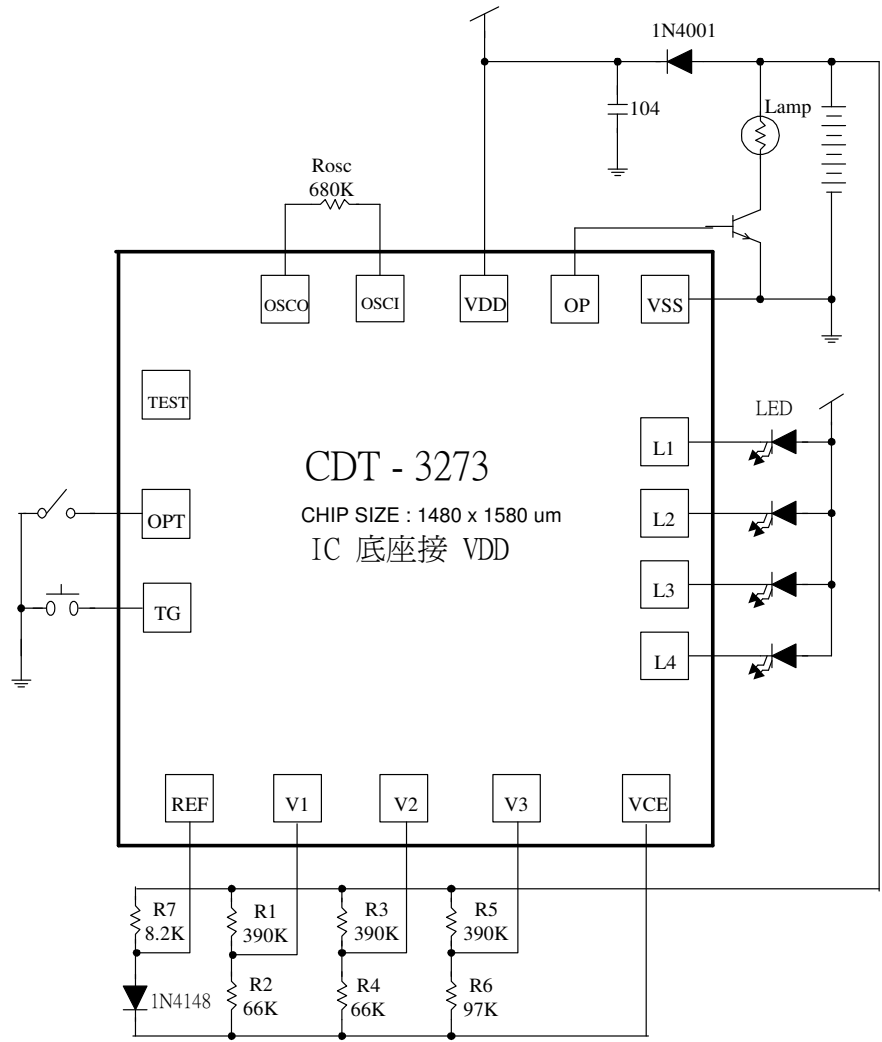 1N4001
104
Lamp
Rosc
680K
OSCO
OSCI
VDD
OP
VSS
TEST
LED
L1
CDT - 3273
CHIP SIZE : 1480 x 1580 um
IC 底座接 VDD
OPT
L2
L3
TG
L4
REF
V1
V2
V3
VCE
R7
8.2K
R1
390K
R3
390K
R5
390K
1N4148
R2
66K
R4
66K
R6
97K